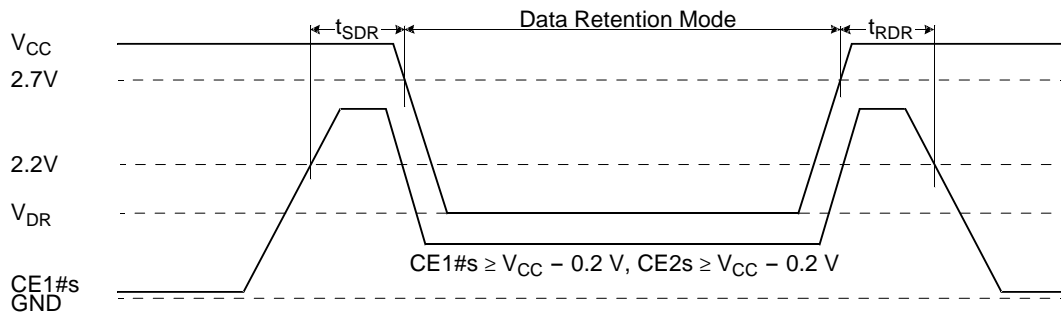 Data Retention Mode
tSDR
tRDR
VCC
2.7V
2.2V
VDR
CE1#s ≥ VCC − 0.2 V, CE2s ≥ VCC − 0.2 V
CE1#s
GND